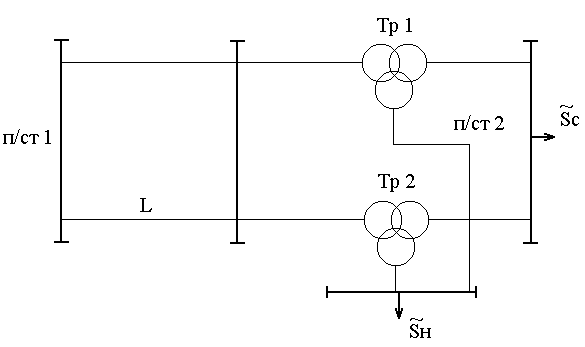 Тр 1
S̃с
п/ст 1
п/ст 2
Тр 2
L
S̃н